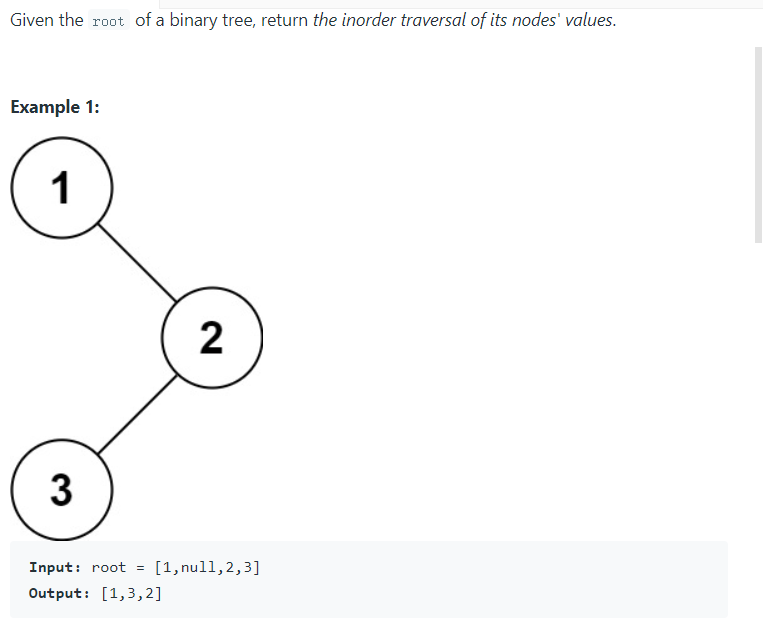 Given the root of a binary tree, return the inorder traversal of its nodes' values.
Example 1:
1
2
3
Input: root = [1,null,2,3]
Output: [1,3,2]